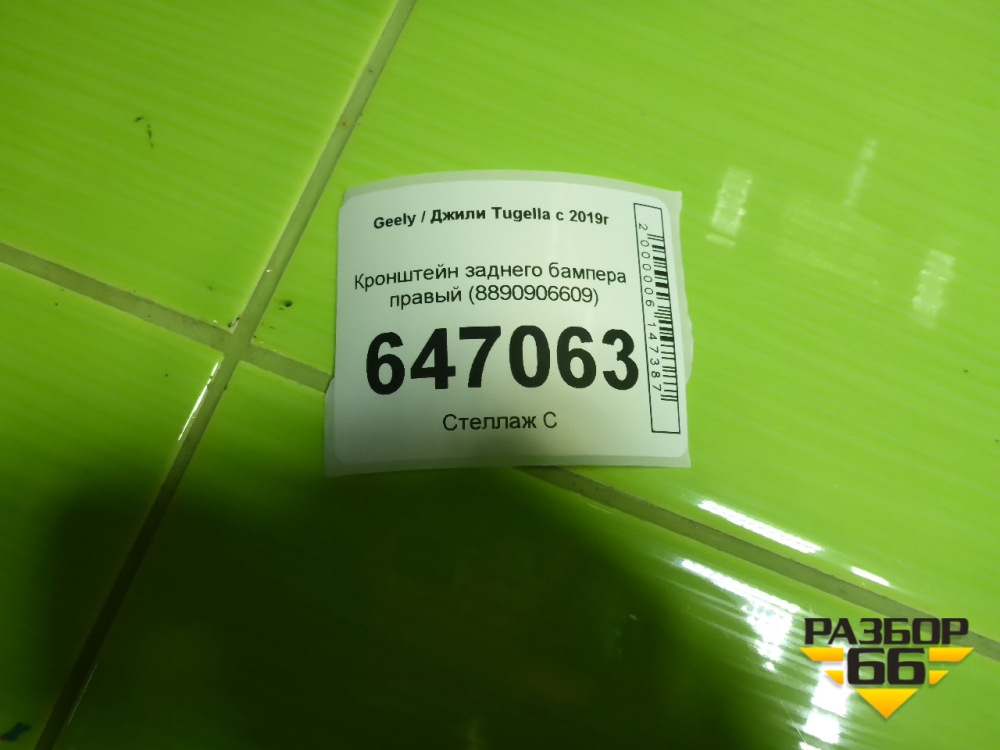 Geely / Джили Tugella с 2019г
Кронштейн заднего бампера
правый (8890906609)
647063
Стеллаж С
2000006147387
РАЗБОР
66